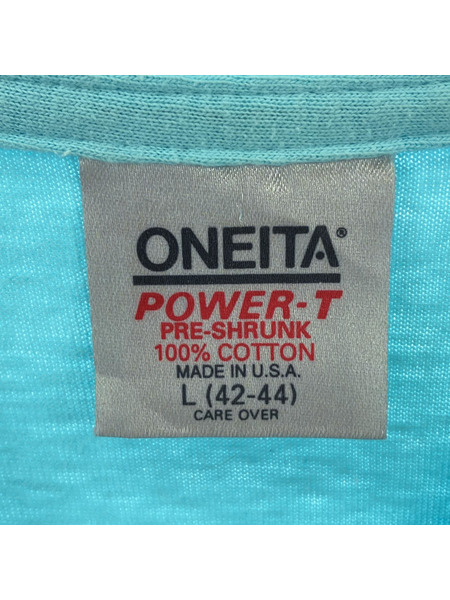 ONEITA®
POWER-T
PRE-SHRUNK
100% COTTON
MADE IN U.S.A.
L (42-44)
CARE OVER